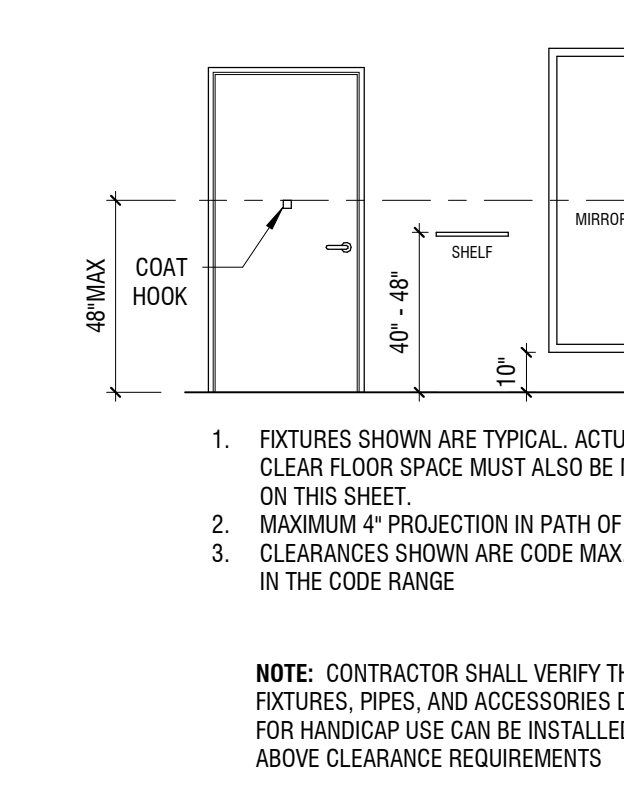 MIRROR
SHELF
COAT
HOOK
48"MAX
40" - 48"
10"
1. FIXTURES SHOWN ARE TYPICAL. ACTU
CLEAR FLOOR SPACE MUST ALSO BE
ON THIS SHEET.
2. MAXIMUM 4" PROJECTION IN PATH OF
3. CLEARANCES SHOWN ARE CODE MAX.
IN THE CODE RANGE
NOTE: CONTRACTOR SHALL VERIFY TH
FIXTURES, PIPES, AND ACCESSORIES D
FOR HANDICAP USE CAN BE INSTALLED
ABOVE CLEARANCE REQUIREMENTS